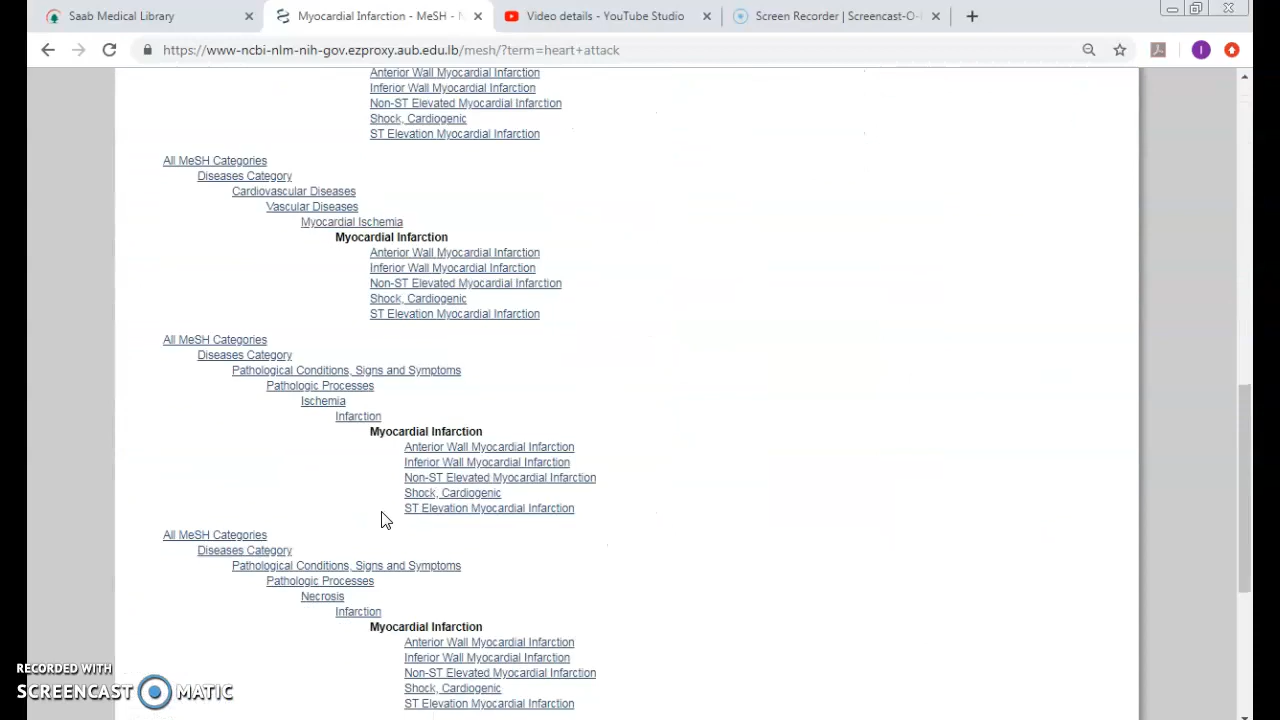 Saab Medical Library
Myocardial Infarction - MeSH - N
Video details - YouTube Studio
Screen Recorder | Screencast-O-
https://www-ncbi-nlm-nih-gov.ezproxy.aub.edu.lb/mesh/?term=heart+attack
I
Anterior Wall Myocardial Infarction
Inferior Wall Myocardial Infarction
Non-ST Elevated Myocardial Infarction
Shock, Cardiogenic
ST Elevation Myocardial Infarction
All MeSH Categories
Diseases Category
Cardiovascular Diseases
Vascular Diseases
Myocardial Ischemia
Myocardial Infarction
Anterior Wall Myocardial Infarction
Inferior Wall Myocardial Infarction
Non-ST Elevated Myocardial Infarction
Shock, Cardiogenic
ST Elevation Myocardial Infarction
All MeSH Categories
Diseases Category
Pathological Conditions, Signs and Symptoms
Pathologic Processes
Ischemia
Infarction
Myocardial Infarction
Anterior Wall Myocardial Infarction
Inferior Wall Myocardial Infarction
Non-ST Elevated Myocardial Infarction
Shock, Cardiogenic
ST Elevation Myocardial Infarction
All MeSH Categories
Diseases Category
Pathological Conditions, Signs and Symptoms
Pathologic Processes
Necrosis
Infarction
Myocardial Infarction
Anterior Wall Myocardial Infarction
Inferior Wall Myocardial Infarction
Non-ST Elevated Myocardial Infarction
Shock, Cardiogenic
ST Elevation Myocardial Infarction
RECORDED WITH
SCREENCAST MATIC